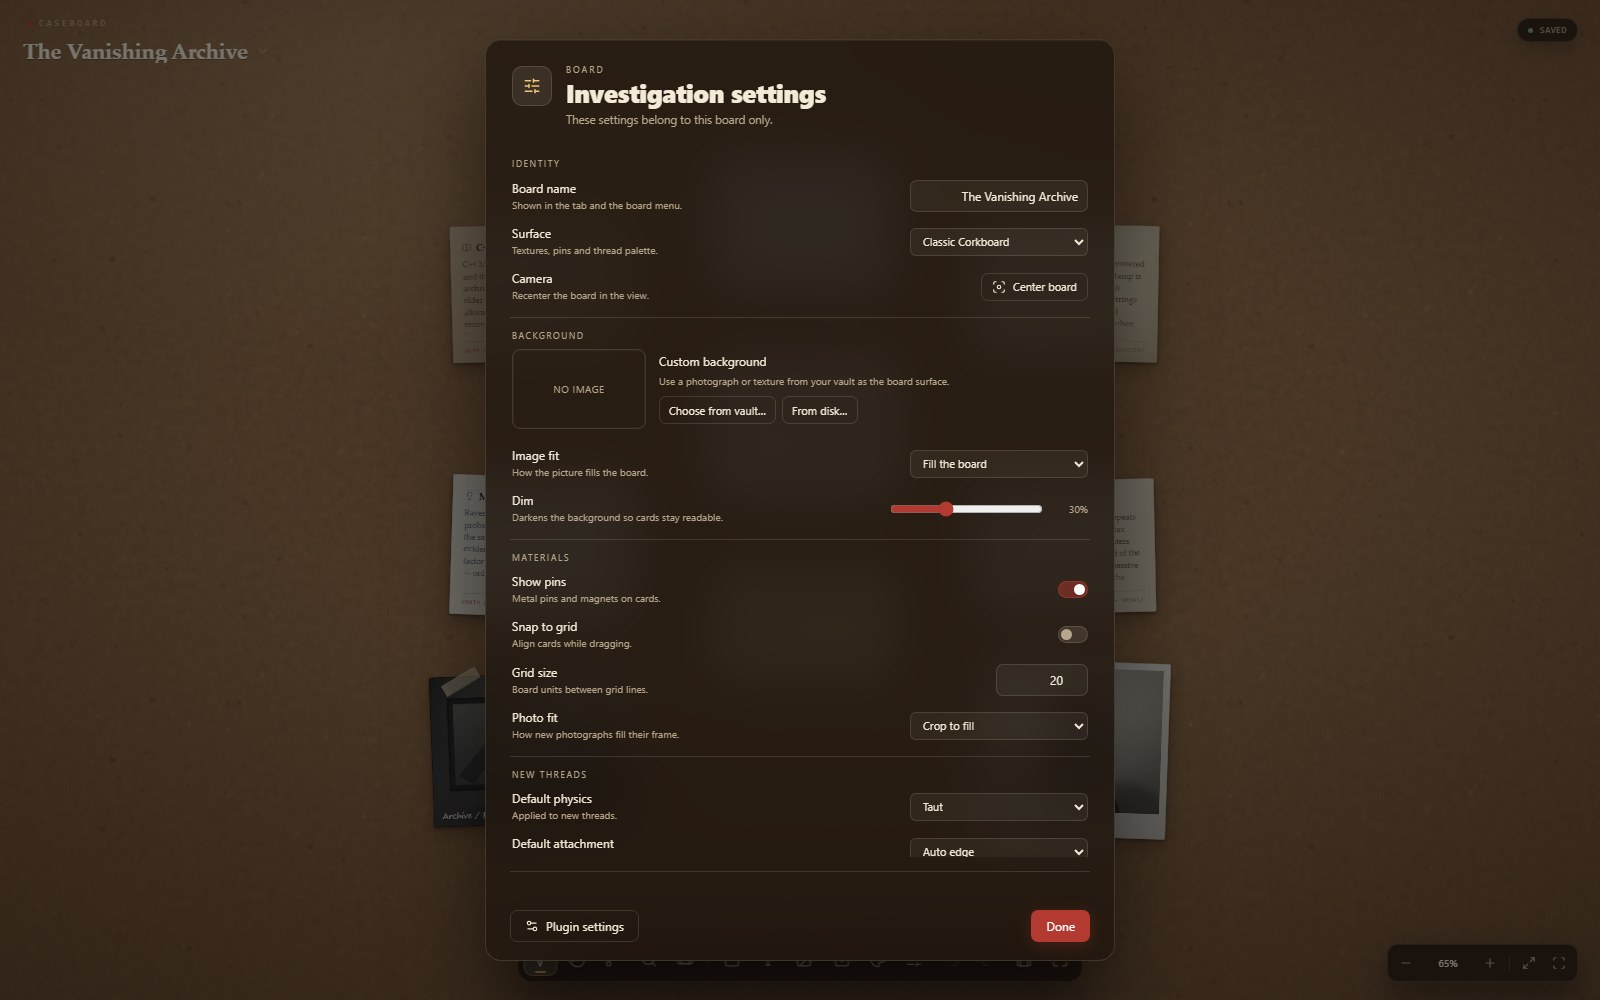 CASEBOARD
The Vanishing Archive
SAVED
BOARD
Investigation settings
These settings belong to this board only.
IDENTITY
Board name
Shown in the tab and the board menu.
The Vanishing Archive
Surface
Textures, pins and thread palette.
Classic Corkboard
Camera
Recenter the board in the view.
Center board
BACKGROUND
NO IMAGE
Custom background
Use a photograph or texture from your vault as the board surface.
Choose from vault...
From disk...
Image fit
How the picture fills the board.
Fill the board
Dim
Darkens the background so cards stay readable.
30%
MATERIALS
Show pins
Metal pins and magnets on cards.
Snap to grid
Align cards while dragging.
Grid size
Board units between grid lines.
20
Photo fit
How new photographs fill their frame.
Crop to fill
NEW THREADS
Default physics
Applied to new threads.
Taut
Default attachment
Auto edge
Plugin settings
Done
Archive /
65%